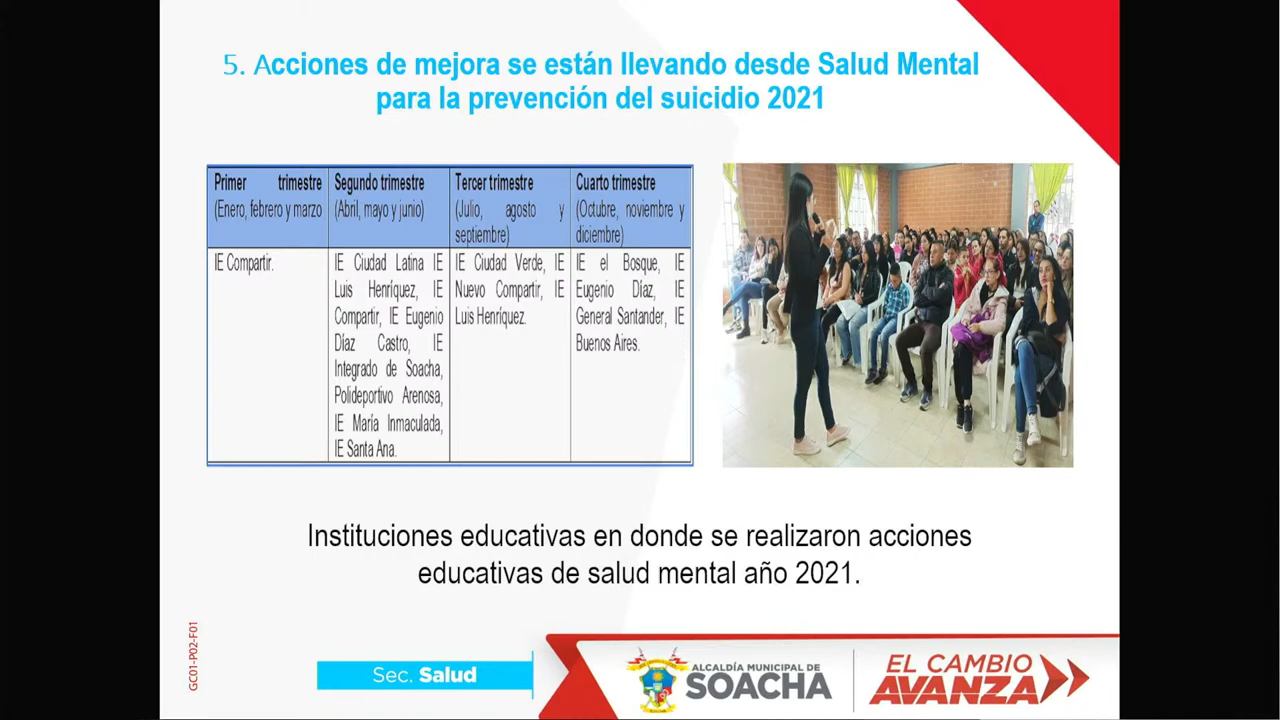 5. Acciones de mejora se están llevando desde Salud Mental
para la prevención del suicidio 2021
Primer trimestre
(Enero, febrero y marzo
Segundo trimestre
(Abril, mayo y junio)
Tercer trimestre
(Julio, agosto y
septiembre)
Cuarto trimestre
(Octubre, noviembre y
diciembre)
IE Compartir.
IE Ciudad Latina IE
Luis Henríquez, IE
Compartir, IE Eugenio
Díaz Castro, IE
Integrado de Soacha,
Polideportivo Arenosa,
IE María Inmaculada,
IE Santa Ana.
IE Ciudad Verde, IE
Nuevo Compartir, IE
Luis Henríquez.
IE el Bosque, IE
Eugenio Díaz, IE
General Santander, IE
Buenos Aires.
Instituciones educativas en donde se realizaron acciones
educativas de salud mental año 2021.
GC01-P02-F01
Sec. Salud
ALCALDÍA MUNICIPAL DE
SOACHA
EL CAMBIO
AVANZA